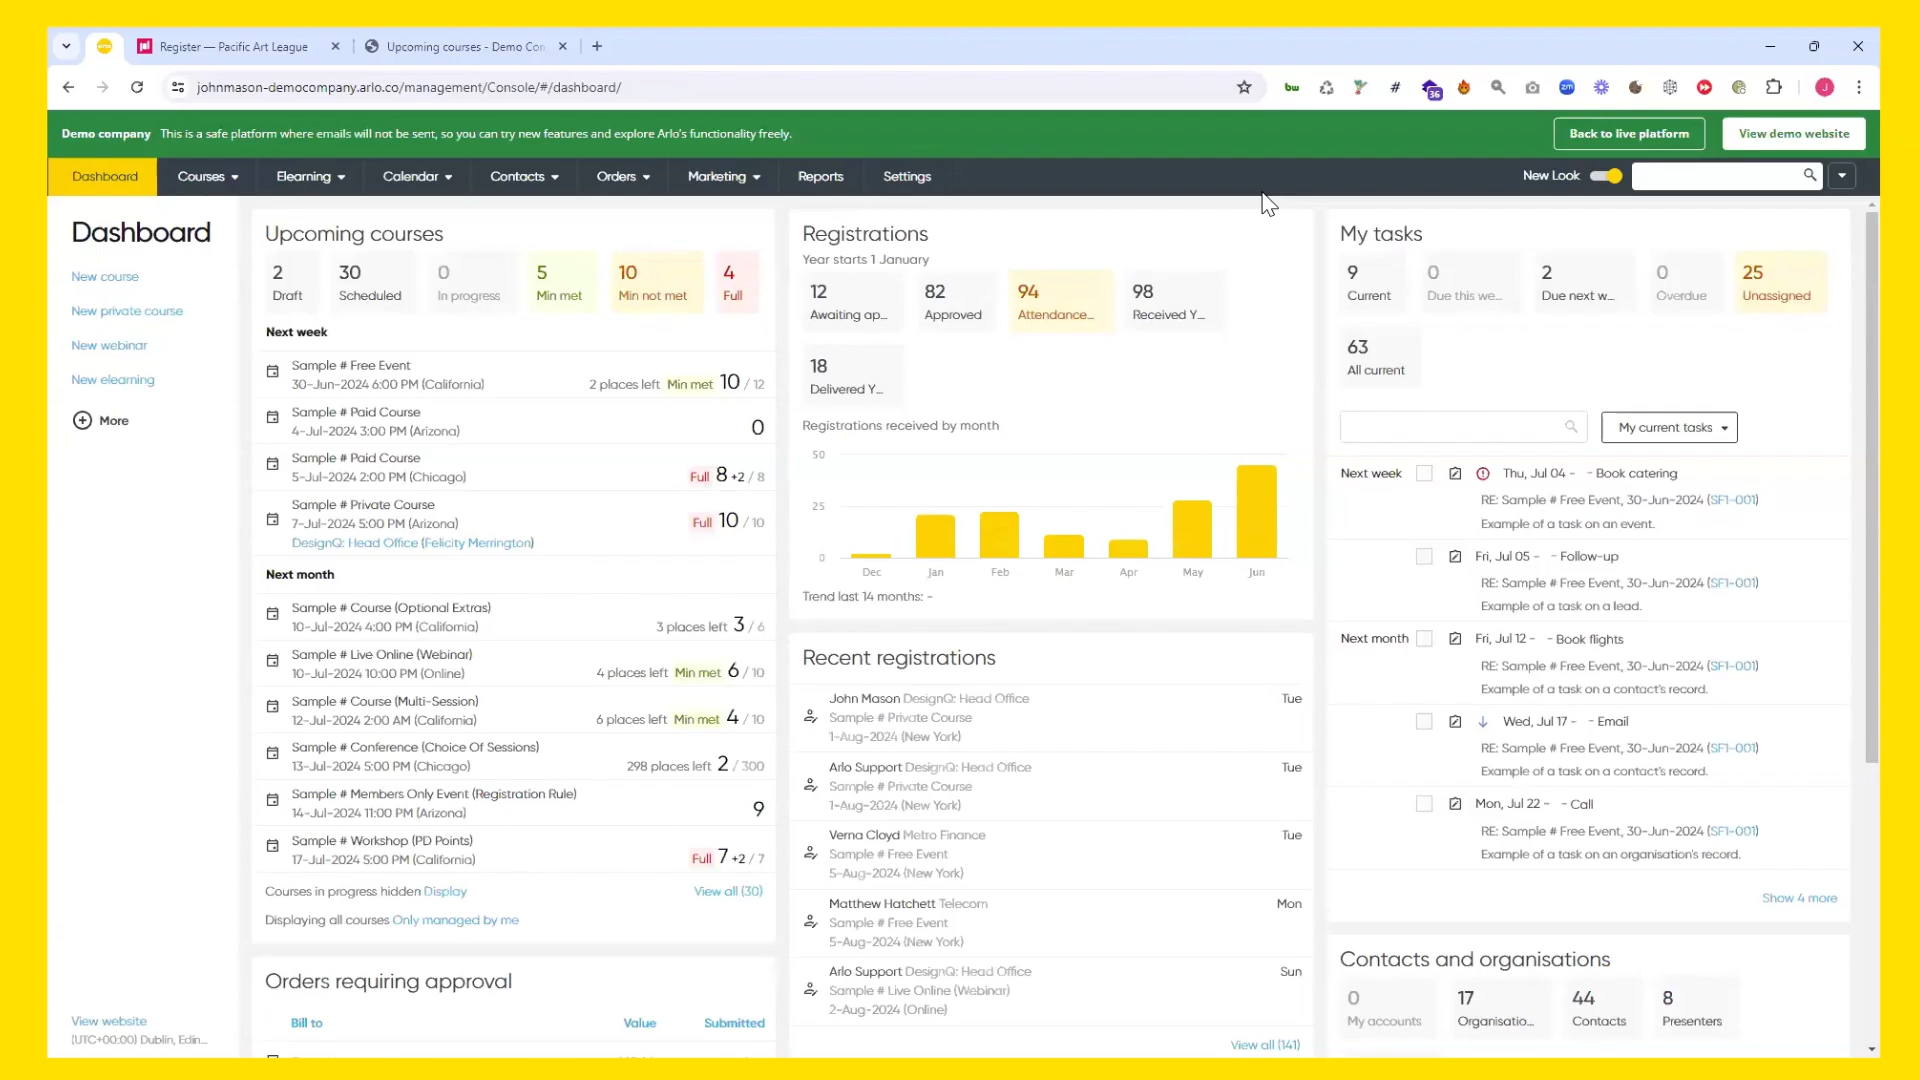 Register — Pacific Art League
Upcoming courses - Demo Con
johnmason-democompany.arlo.co/management/Console/#/dashboard/
bw
#
36
zm
J
Demo company This is a safe platform where emails will not be sent, so you can try new features and explore Arlo's functionality freely.
Back to live platform
View demo website
Dashboard
Courses
Elearning
Calendar
Contacts
Orders
Marketing
Reports
Settings
New Look
Dashboard
New course
New private course
New webinar
New elearning
More
View website
(UTC+00:00) Dublin, Edin...
Upcoming courses
2 Draft
30 Scheduled
0 In progress
5 Min met
10 Min not met
4 Full
Next week
Sample # Free Event
30-Jun-2024 6:00 PM (California) 2 places left Min met 10 / 12
Sample # Paid Course
4-Jul-2024 3:00 PM (Arizona) 0
Sample # Paid Course
5-Jul-2024 2:00 PM (Chicago) Full 8 +2 / 8
Sample # Private Course
7-Jul-2024 5:00 PM (Arizona) Full 10 / 10
DesignQ: Head Office (Felicity Merrington)
Next month
Sample # Course (Optional Extras)
10-Jul-2024 4:00 PM (California) 3 places left 3 / 6
Sample # Live Online (Webinar)
10-Jul-2024 10:00 PM (Online) 4 places left Min met 6 / 10
Sample # Course (Multi-Session)
12-Jul-2024 2:00 AM (California) 6 places left Min met 4 / 10
Sample # Conference (Choice Of Sessions)
13-Jul-2024 5:00 PM (Chicago) 298 places left 2 / 300
Sample # Members Only Event (Registration Rule)
14-Jul-2024 11:00 PM (Arizona) 9
Sample # Workshop (PD Points)
17-Jul-2024 5:00 PM (California) Full 7 +2 / 7
Courses in progress hidden Display View all (30)
Displaying all courses Only managed by me
Orders requiring approval
Bill to Value Submitted
Registrations
Year starts 1 January
12 Awaiting ap...
82 Approved
94 Attendance...
98 Received Y...
18 Delivered Y...
Registrations received by month
50
25
0
Dec Jan Feb Mar Apr May Jun
Trend last 14 months: -
Recent registrations
John Mason DesignQ: Head Office Tue
Sample # Private Course
1-Aug-2024 (New York)
Arlo Support DesignQ: Head Office Tue
Sample # Private Course
1-Aug-2024 (New York)
Verna Cloyd Metro Finance Tue
Sample # Free Event
5-Aug-2024 (New York)
Matthew Hatchett Telecom Mon
Sample # Free Event
5-Aug-2024 (New York)
Arlo Support DesignQ: Head Office Sun
Sample # Live Online (Webinar)
2-Aug-2024 (Online)
View all (141)
My tasks
9 Current
0 Due this we...
2 Due next w...
0 Overdue
25 Unassigned
63 All current
My current tasks
Next week Thu, Jul 04 - - Book catering
RE: Sample # Free Event, 30-Jun-2024 (SF1-001)
Example of a task on an event.
Fri, Jul 05 - - Follow-up
RE: Sample # Free Event, 30-Jun-2024 (SF1-001)
Example of a task on a lead.
Next month Fri, Jul 12 - - Book flights
RE: Sample # Free Event, 30-Jun-2024 (SF1-001)
Example of a task on a contact's record.
Wed, Jul 17 - - Email
RE: Sample # Free Event, 30-Jun-2024 (SF1-001)
Example of a task on a contact's record.
Mon, Jul 22 - - Call
RE: Sample # Free Event, 30-Jun-2024 (SF1-001)
Example of a task on an organisation's record.
Show 4 more
Contacts and organisations
0 My accounts
17 Organisatio...
44 Contacts
8 Presenters